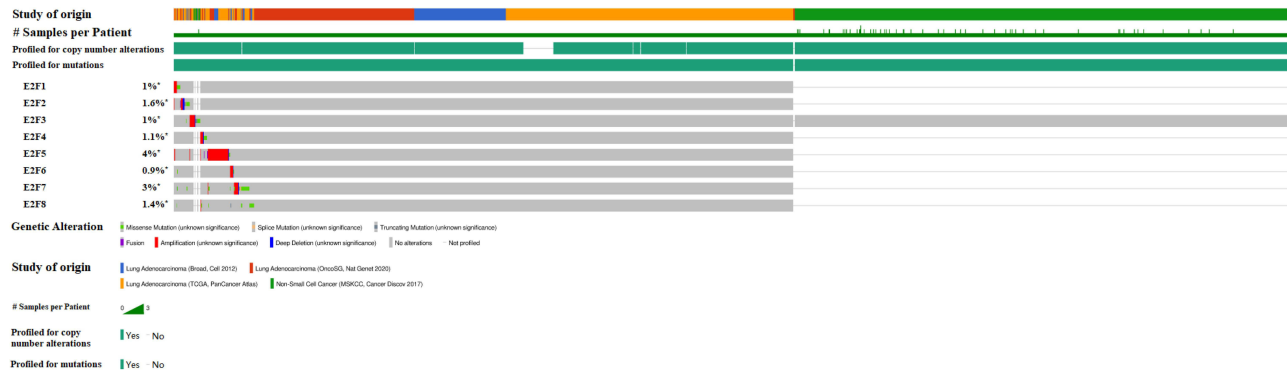 Study of origin
# Samples per Patient
Profiled for copy number alterations
Profiled for mutations
E2F1 1%*
E2F2 1.6%*
E2F3 1%*
E2F4 1.1%*
E2F5 4%*
E2F6 0.9%*
E2F7 3%*
E2F8 1.4%*
Genetic Alteration Missense Mutation (unknown significance) Splice Mutation (unknown significance) Truncating Mutation (unknown significance)
Fusion Amplification (unknown significance) Deep Deletion (unknown significance) No alterations Not profiled
Study of origin Lung Adenocarcinoma (Broad, Cell 2012) Lung Adenocarcinoma (OncoSG, Nat Genet 2020)
Lung Adenocarcinoma (TCGA, PanCancer Atlas) Non-Small Cell Cancer (MSKCC, Cancer Discov 2017)
# Samples per Patient 0 3
Profiled for copy
number alterations Yes - No
Profiled for mutations Yes - No